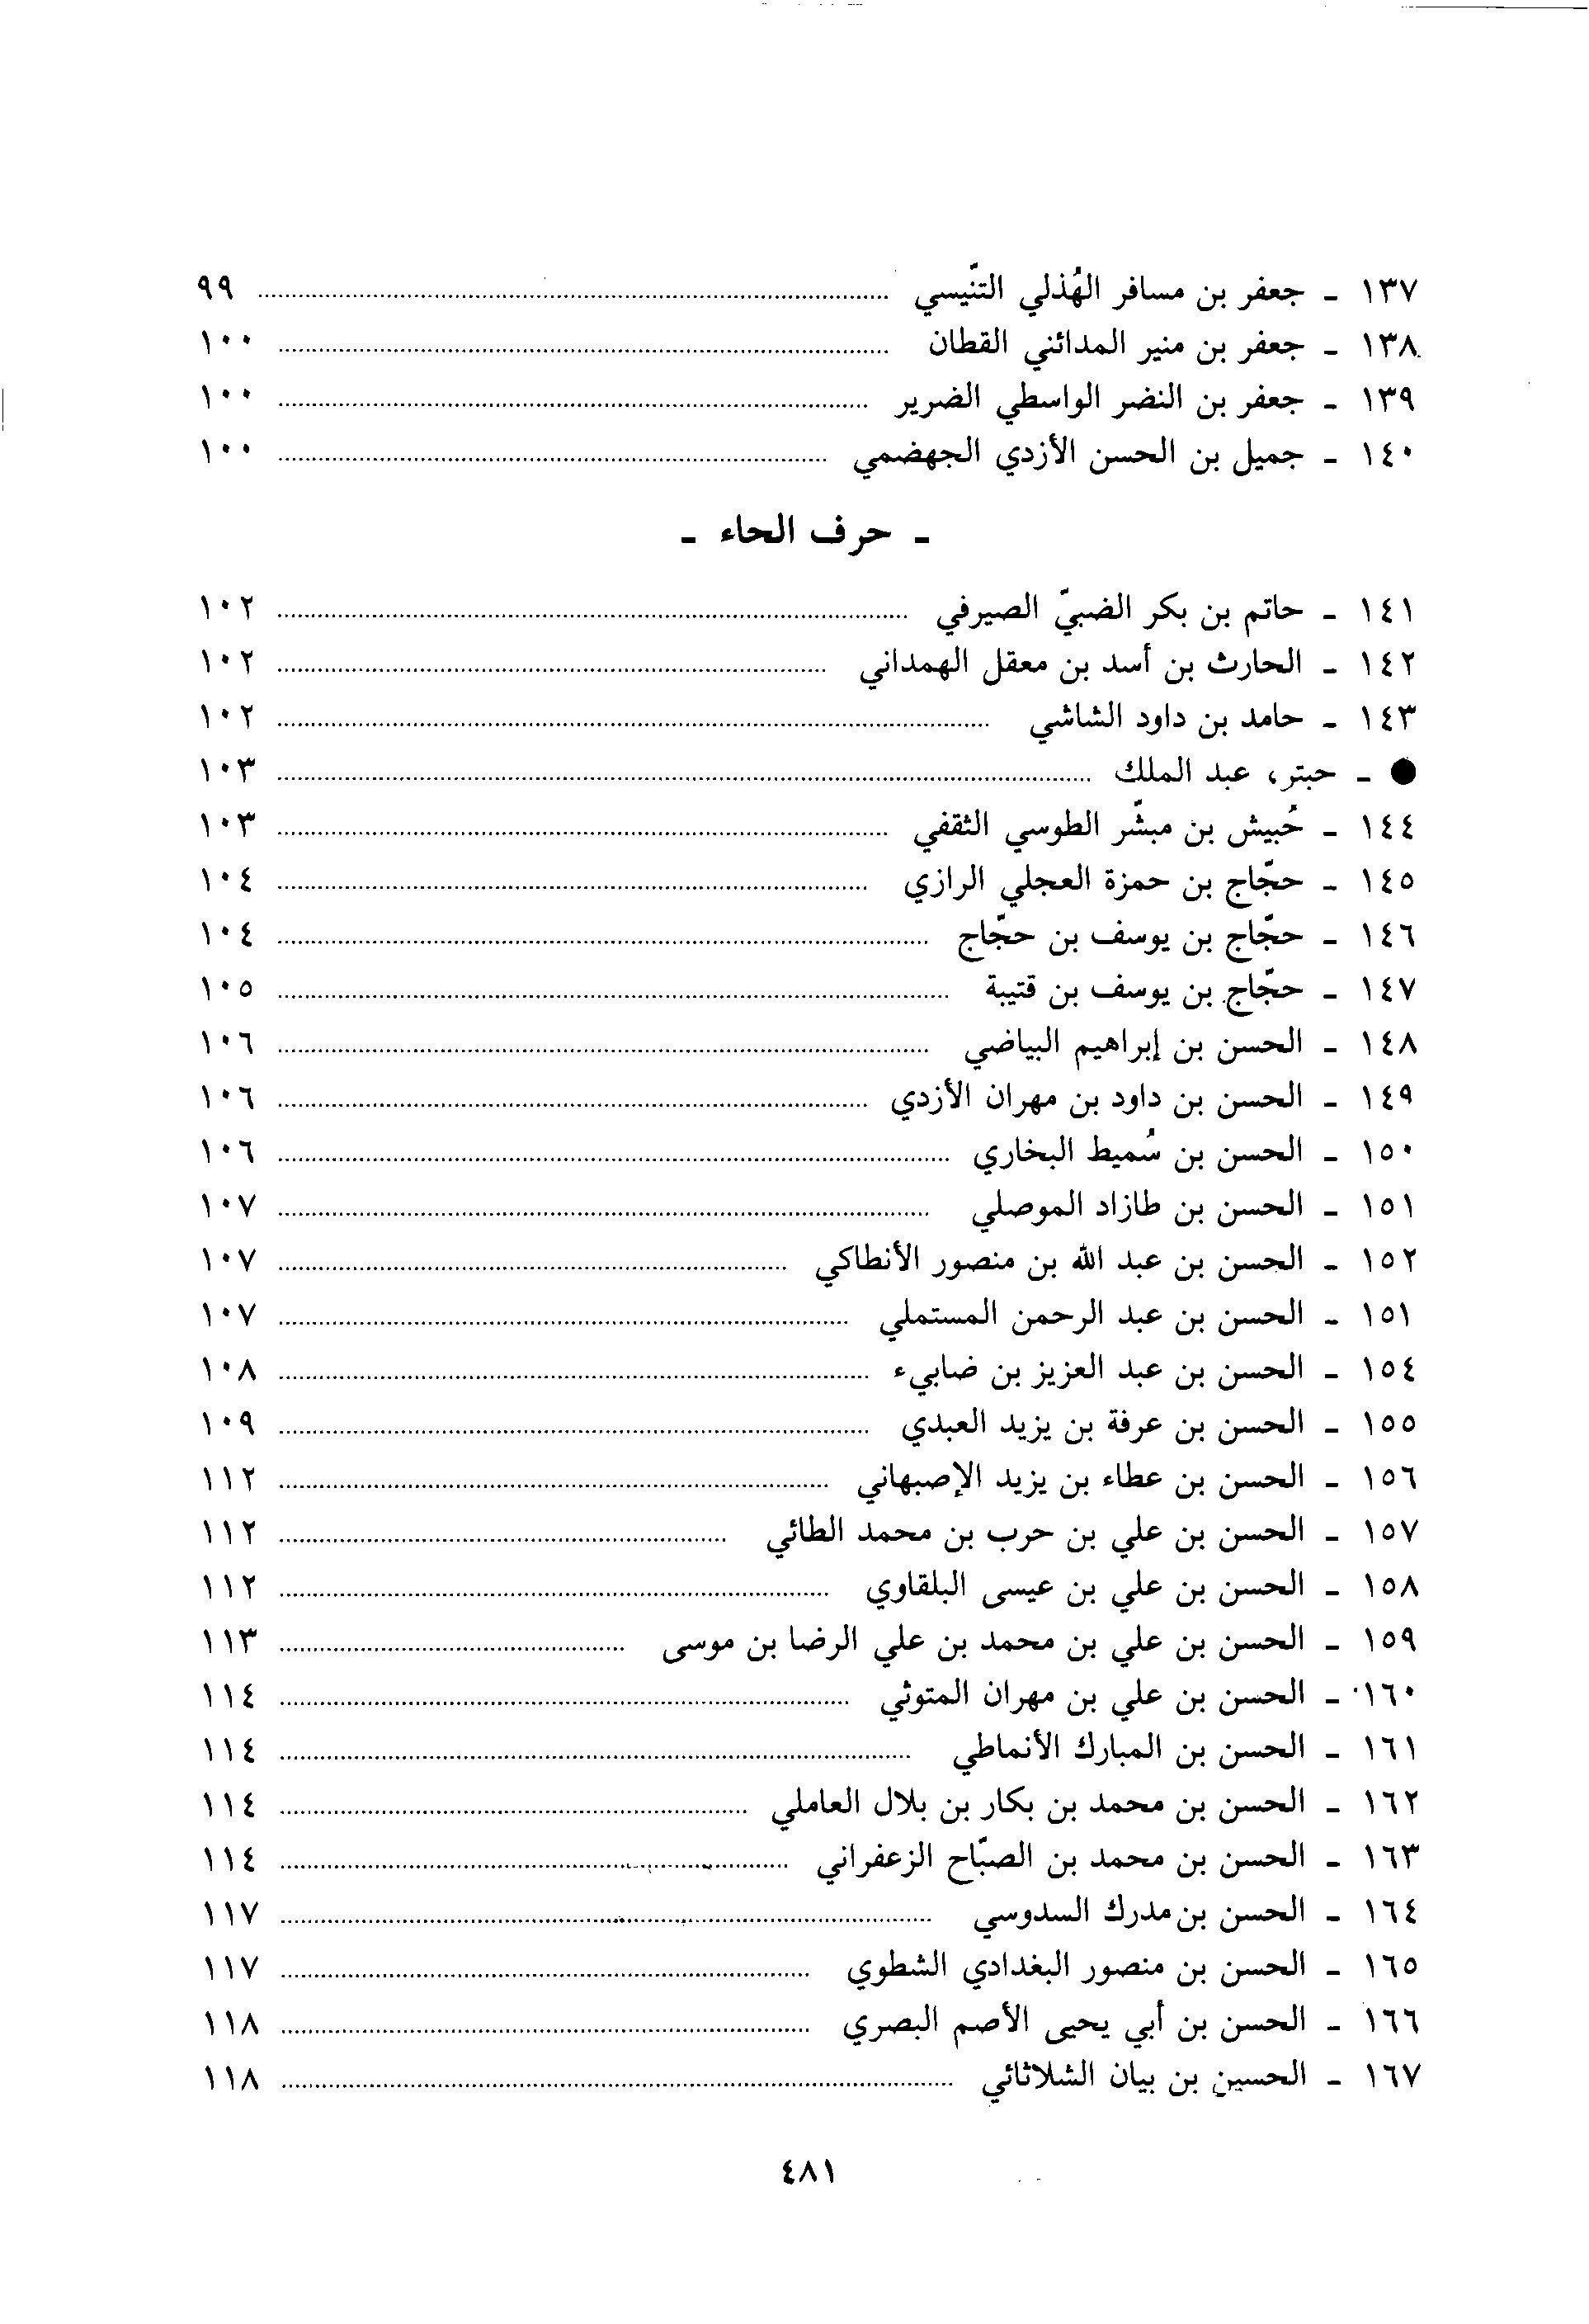 ١٣٧ - جعفر بن مسافر الهُذلي التنّيسي ........ ٩٩
١٣٨ - جعفر بن منير المدائني القطان ........ ١٠٠
١٣٩ - جعفر بن النضر الواسطي الضرير ........ ١٠٠
١٤٠ - جميل بن الحسن الأزدي الجهضمي ........ ١٠٠
- حرف الحاء -
١٤١ - حاتم بن بكر الضبيّ الصيرفي ........ ١٠٢
١٤٢ - الحارث بن أسد بن معقل الهمداني ........ ١٠٢
١٤٣ - حامد بن داود الشاشي ........ ١٠٢
● - حبتر، عبد الملك ........ ١٠٣
١٤٤ - حُبيش بن مبشّر الطوسي الثقفي ........ ١٠٣
١٤٥ - حجّاج بن حمزة العجلي الرازي ........ ١٠٤
١٤٦ - حجّاج بن يوسف بن حجّاج ........ ١٠٤
١٤٧ - حجّاج بن يوسف بن قتيبة ........ ١٠٥
١٤٨ - الحسن بن إبراهيم البياضي ........ ١٠٦
١٤٩ - الحسن بن داود بن مهران الأزدي ........ ١٠٦
١٥٠ - الحسن بن سُميط البخاري ........ ١٠٦
١٥١ - الحسن بن طازاد الموصلي ........ ١٠٧
١٥٢ - الحسن بن عبد الله بن منصور الأنطاكي ........ ١٠٧
١٥١ - الحسن بن عبد الرحمن المستملي ........ ١٠٧
١٥٤ - الحسن بن عبد العزيز بن ضابيء ........ ١٠٨
١٥٥ - الحسن بن عرفة بن يزيد العبدي ........ ١٠٩
١٥٦ - الحسن بن عطاء بن يزيد الإصبهاني ........ ١١٢
١٥٧ - الحسن بن علي بن حرب بن محمد الطائي ........ ١١٢
١٥٨ - الحسن بن علي بن عيسى البلقاوي ........ ١١٢
١٥٩ - الحسن بن علي بن محمد بن علي الرضا بن موسى ........ ١١٣
١٦٠ - الحسن بن علي بن مهران المتوثي ........ ١١٤
١٦١ - الحسن بن المبارك الأنماطي ........ ١١٤
١٦٢ - الحسن بن محمد بن بكار بن بلال العاملي ........ ١١٤
١٦٣ - الحسن بن محمد بن الصبّاح الزعفراني ........ ١١٤
١٦٤ - الحسن بن مدرك السدوسي ........ ١١٧
١٦٥ - الحسن بن منصور البغدادي الشطوي ........ ١١٧
١٦٦ - الحسن بن أبي يحيى الأصم البصري ........ ١١٨
١٦٧ - الحسين بن بيان الشلاثائي ........ ١١٨
٤٨١